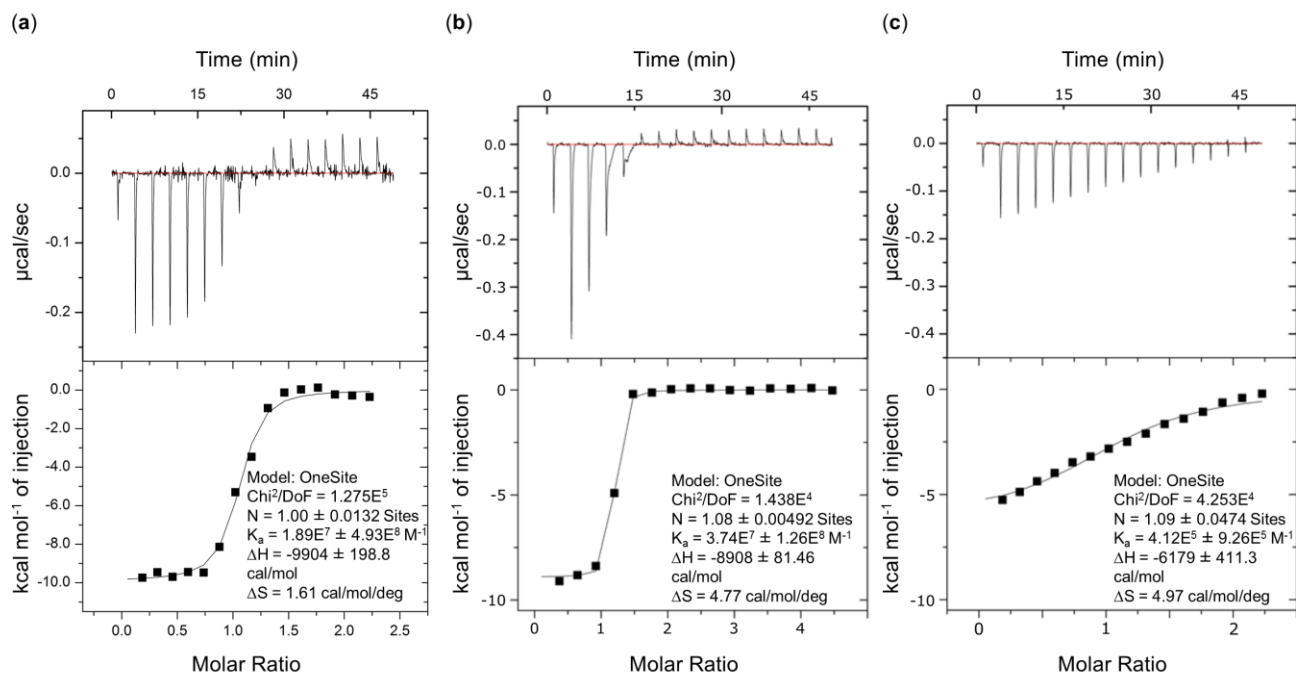 (a)
Time (min)
0 15 30 45
µcal/sec
0.0
-0.1
-0.2
kcal mol⁻¹ of injection
0.0
-2.0
-4.0
-6.0
-8.0
-10.0
Model: OneSite
Chi²/DoF = 1.275E⁵
N = 1.00 ± 0.0132 Sites
Kₐ = 1.89E⁷ ± 4.93E⁸ M⁻¹
ΔH = -9904 ± 198.8
cal/mol
ΔS = 1.61 cal/mol/deg
0.0 0.5 1.0 1.5 2.0 2.5
Molar Ratio
(b)
Time (min)
0 15 30 45
µcal/sec
0.0
-0.1
-0.2
-0.3
-0.4
kcal mol⁻¹ of injection
0
-5
-10
Model: OneSite
Chi²/DoF = 1.438E⁴
N = 1.08 ± 0.00492 Sites
Kₐ = 3.74E⁷ ± 1.26E⁸ M⁻¹
ΔH = -8908 ± 81.46
cal/mol
ΔS = 4.77 cal/mol/deg
0 1 2 3 4
Molar Ratio
(c)
Time (min)
0 15 30 45
µcal/sec
0.0
-0.1
-0.2
-0.3
-0.4
kcal mol⁻¹ of injection
0
-5
-10
Model: OneSite
Chi²/DoF = 4.253E⁴
N = 1.09 ± 0.0474 Sites
Kₐ = 4.12E⁵ ± 9.26E⁵ M⁻¹
ΔH = -6179 ± 411.3
cal/mol
ΔS = 4.97 cal/mol/deg
0 1 2
Molar Ratio